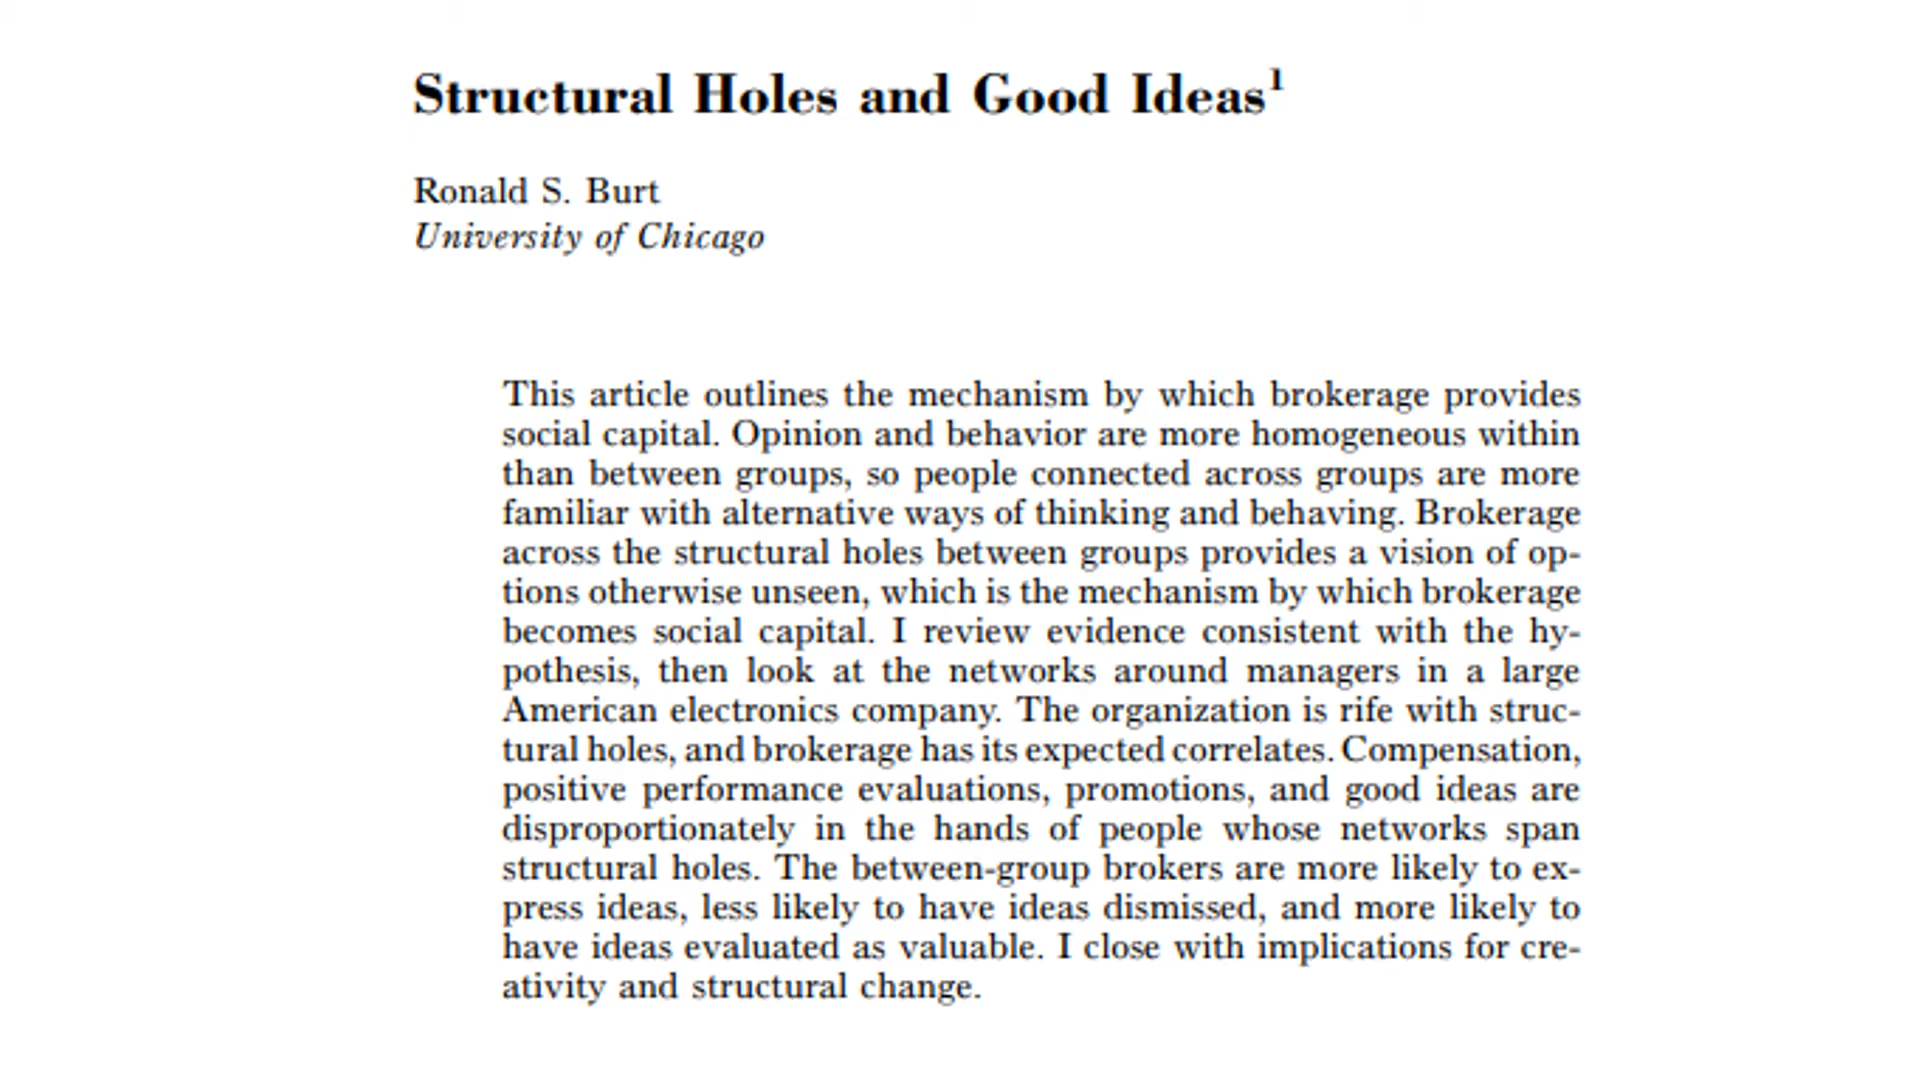 Structural Holes and Good Ideas¹
Ronald S. Burt
University of Chicago
This article outlines the mechanism by which brokerage provides
social capital. Opinion and behavior are more homogeneous within
than between groups, so people connected across groups are more
familiar with alternative ways of thinking and behaving. Brokerage
across the structural holes between groups provides a vision of op-
tions otherwise unseen, which is the mechanism by which brokerage
becomes social capital. I review evidence consistent with the hy-
pothesis, then look at the networks around managers in a large
American electronics company. The organization is rife with struc-
tural holes, and brokerage has its expected correlates. Compensation,
positive performance evaluations, promotions, and good ideas are
disproportionately in the hands of people whose networks span
structural holes. The between-group brokers are more likely to ex-
press ideas, less likely to have ideas dismissed, and more likely to
have ideas evaluated as valuable. I close with implications for cre-
ativity and structural change.